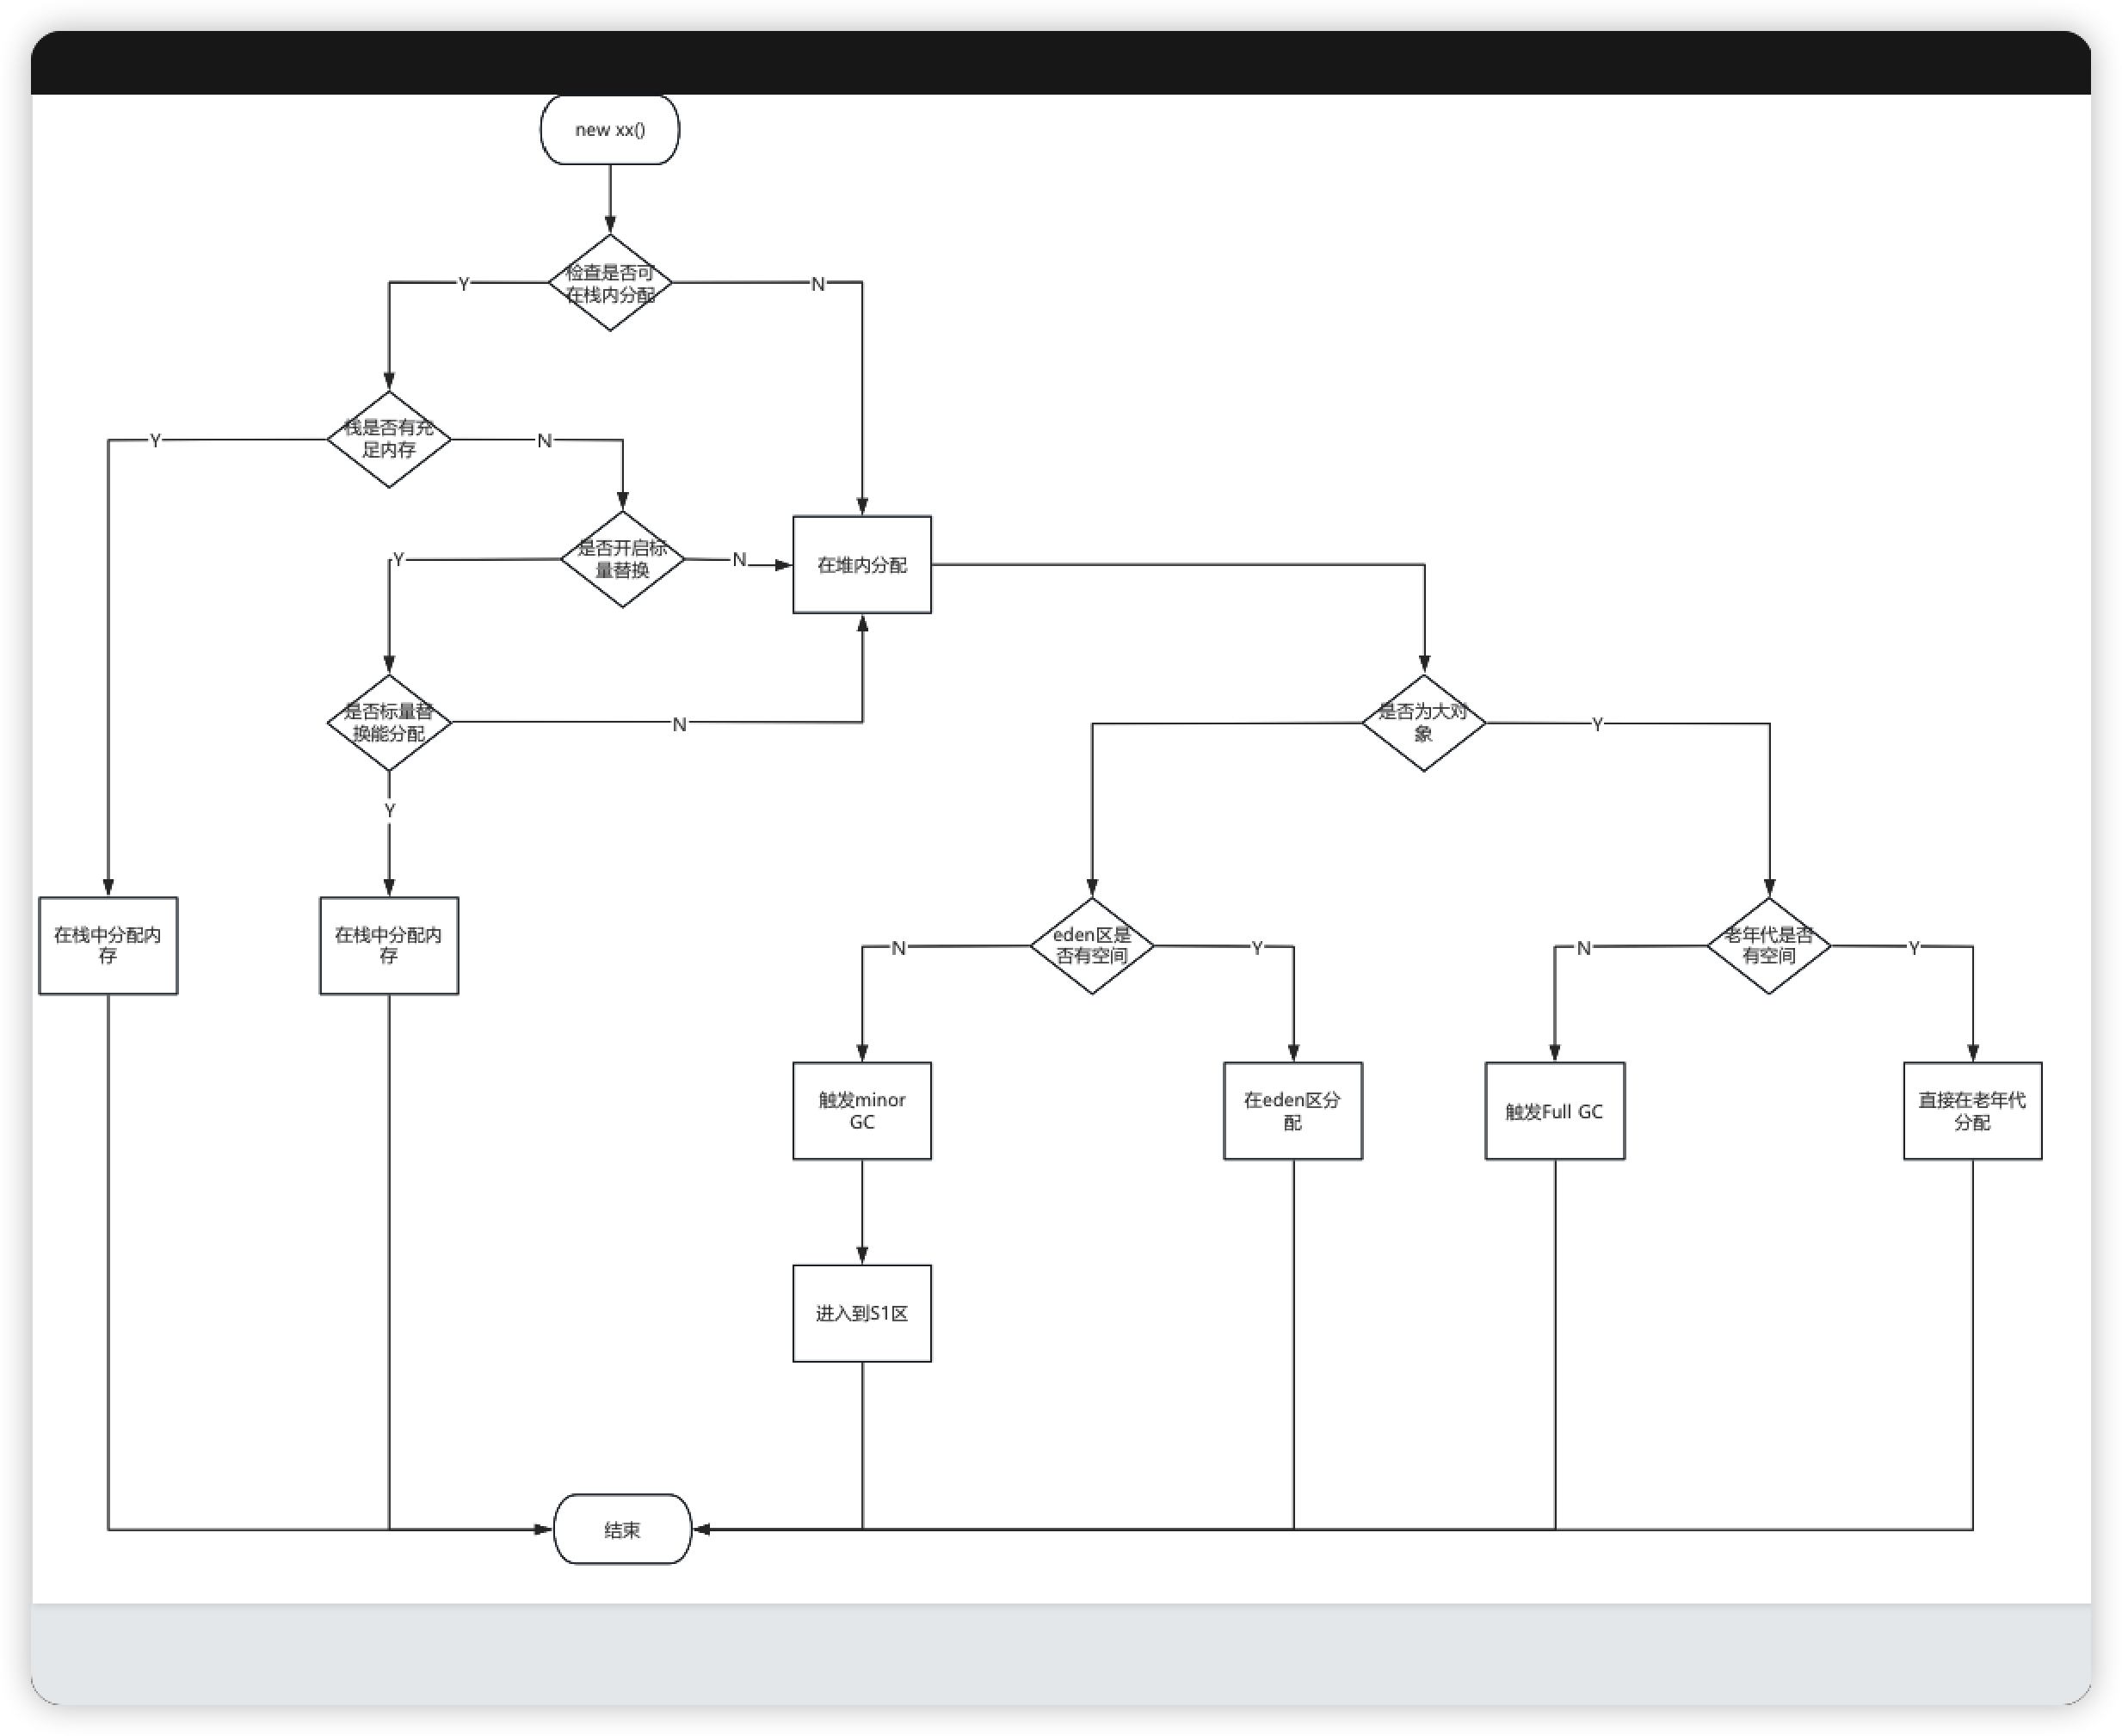 new xx()
检查是否可
在栈内分配
Y
N
栈是否有充
足内存
Y
N
是否开启标
量替换
Y
N
在堆内分配
是否标量替
换能分配
N
Y
是否为大对
象
Y
在栈中分配内
存
在栈中分配内
存
eden区是
否有空间
N
Y
老年代是否
有空间
N
Y
触发minor
GC
在eden区分
配
触发Full GC
直接在老年代
分配
进入到S1区
结束